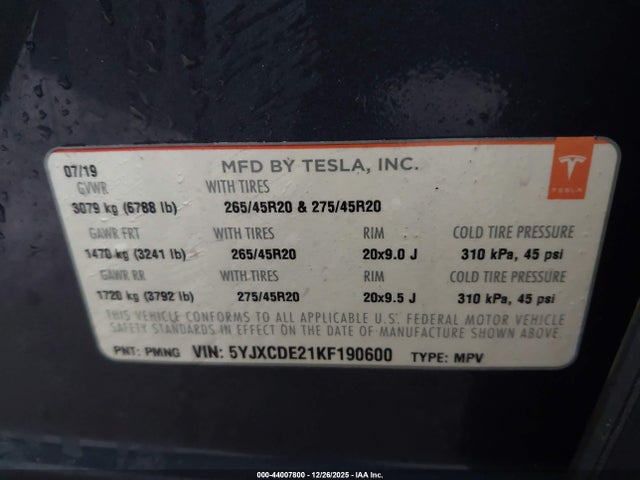 07/19 MFD BY TESLA, INC. TESLA
GVWR WITH TIRES
3079 kg (6788 lb) 265/45R20 & 275/45R20
GAWR FRT WITH TIRES RIM COLD TIRE PRESSURE
1470 kg (3241 lb) 265/45R20 20x9.0 J 310 kPa, 45 psi
GAWR RR WITH TIRES RIM COLD TIRE PRESSURE
1720 kg (3792 lb) 275/45R20 20x9.5 J 310 kPa, 45 psi
THIS VEHICLE CONFORMS TO ALL APPLICABLE U.S. FEDERAL MOTOR VEHICLE
SAFETY STANDARDS IN EFFECT ON THE DATE OF MANUFACTURE SHOWN ABOVE.
PNT: PMNG VIN: 5YJXCDE21KF190600 TYPE: MPV
000-44007800 - 12/26/2025 - IAA Inc.